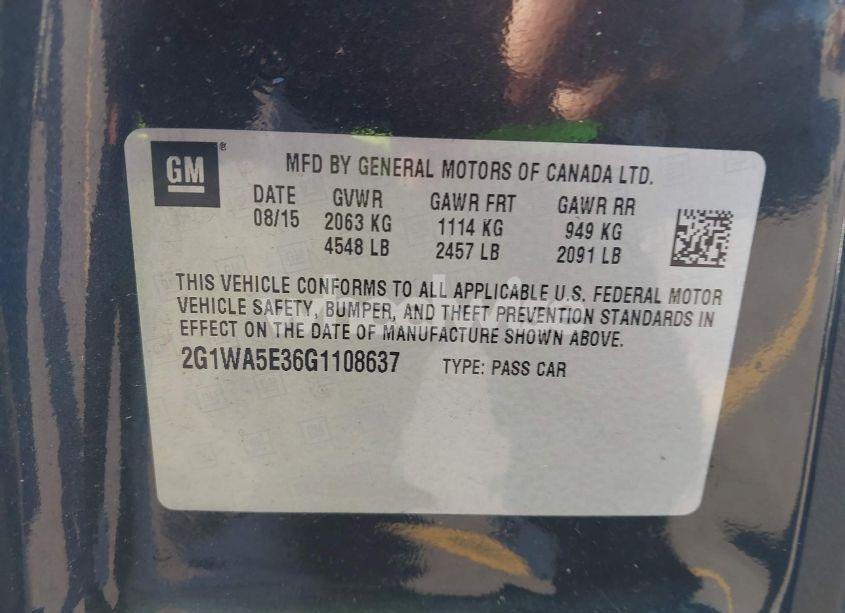 GM®
MFD BY GENERAL MOTORS OF CANADA LTD.
DATE GVWR GAWR FRT GAWR RR
08/15 2063 KG 1114 KG 949 KG
4548 LB 2457 LB 2091 LB
THIS VEHICLE CONFORMS TO ALL APPLICABLE U.S. FEDERAL MOTOR
VEHICLE SAFETY, BUMPER, AND THEFT PREVENTION STANDARDS IN
EFFECT ON THE DATE OF MANUFACTURE SHOWN ABOVE.
2G1WA5E36G1108637 TYPE: PASS CAR